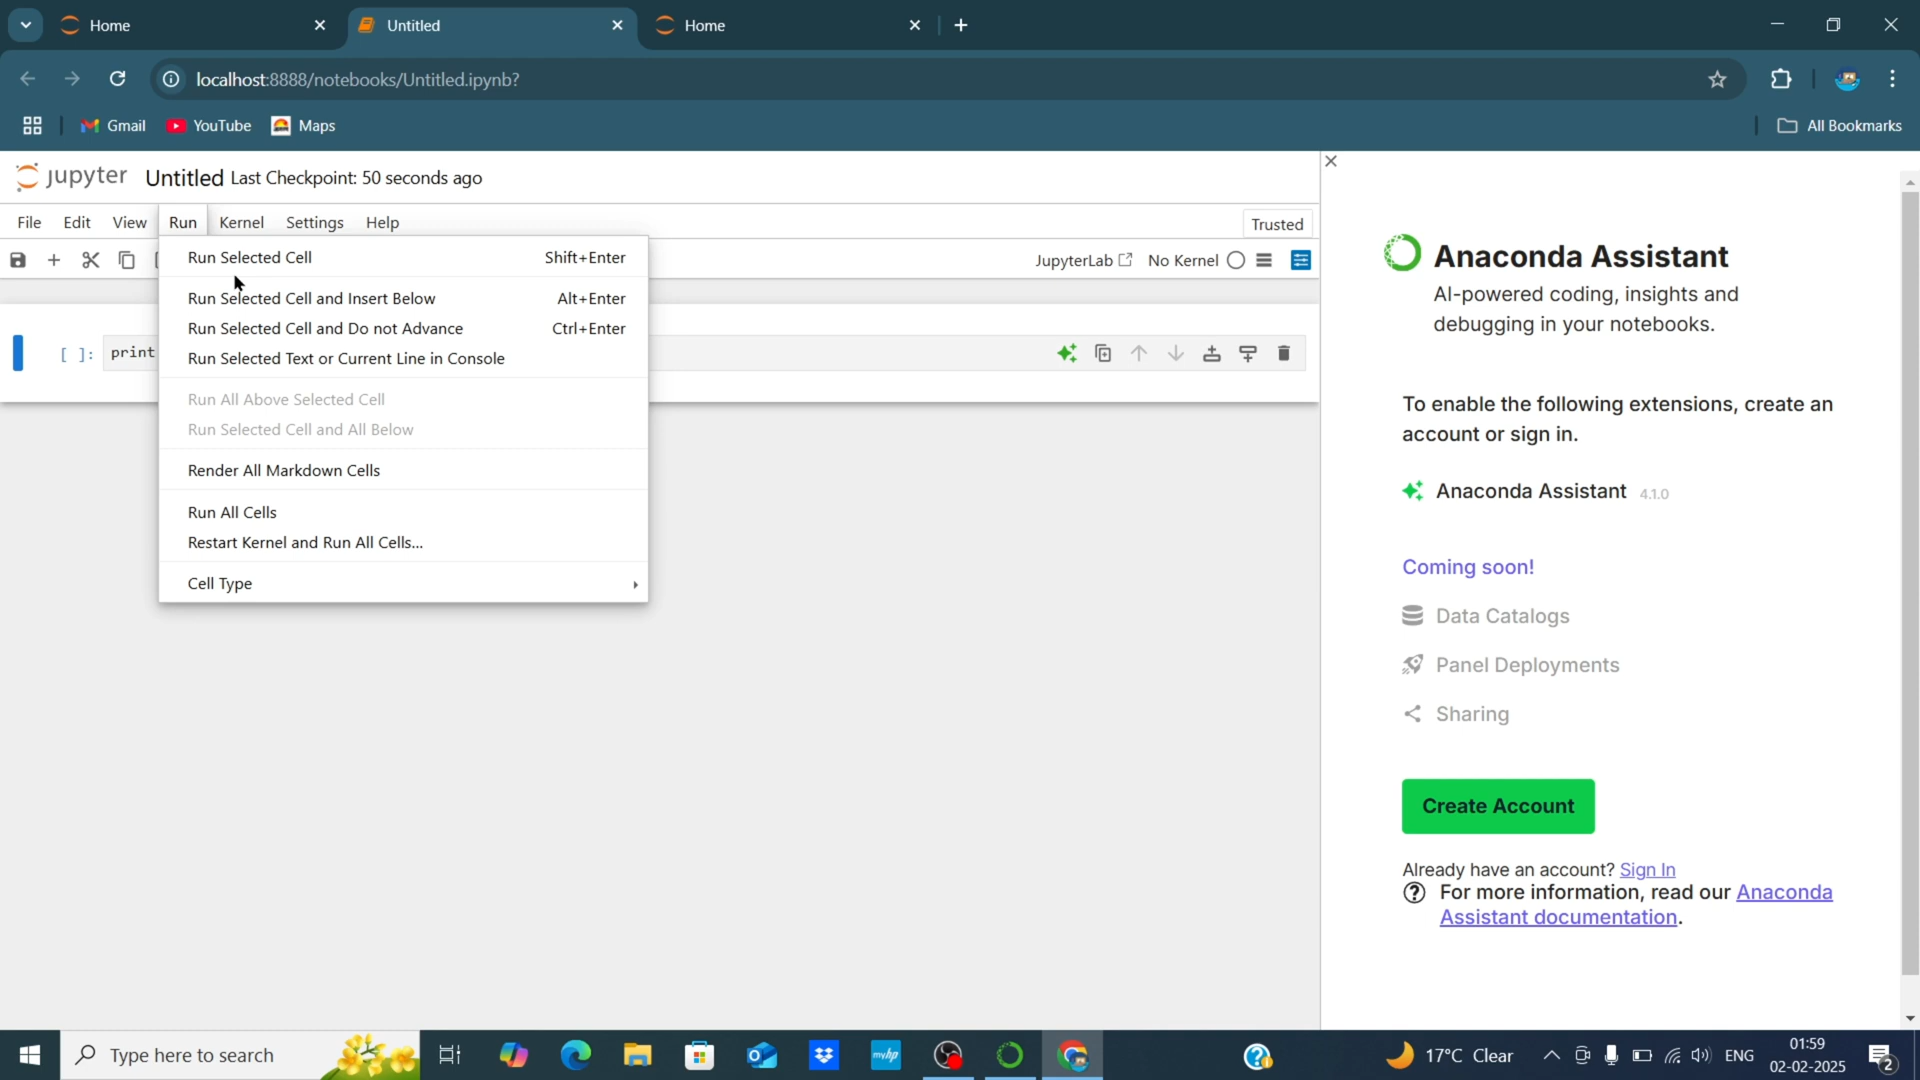 Home
Untitled
Home
localhost:8888/notebooks/Untitled.ipynb?
Gmail
YouTube
Maps
All Bookmarks
jupyter
Untitled Last Checkpoint: 50 seconds ago
File
Edit
View
Run
Kernel
Settings
Help
Trusted
JupyterLab
No Kernel
Run Selected Cell Shift+Enter
Run Selected Cell and Insert Below Alt+Enter
Run Selected Cell and Do not Advance Ctrl+Enter
Run Selected Text or Current Line in Console
Run All Above Selected Cell
Run Selected Cell and All Below
Render All Markdown Cells
Run All Cells
Restart Kernel and Run All Cells...
Cell Type
[ ]: print
Anaconda Assistant
AI-powered coding, insights and
debugging in your notebooks.
To enable the following extensions, create an
account or sign in.
Anaconda Assistant 4.1.0
Coming soon!
Data Catalogs
Panel Deployments
Sharing
Create Account
Already have an account? Sign In
For more information, read our Anaconda
Assistant documentation.
Type here to search
myhp
17°C Clear
ENG
01:59
02-02-2025
2